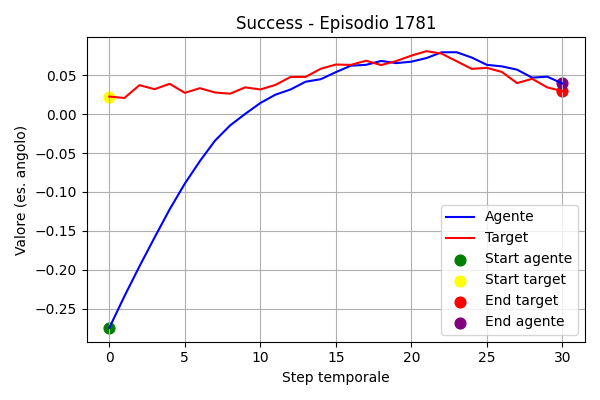 Success - Episodio 1781
Valore (es. angolo)
0.05
0.00
−0.05
−0.10
−0.15
−0.20
−0.25
Agente
Target
Start agente
Start target
End target
End agente
0 5 10 15 20 25 30
Step temporale